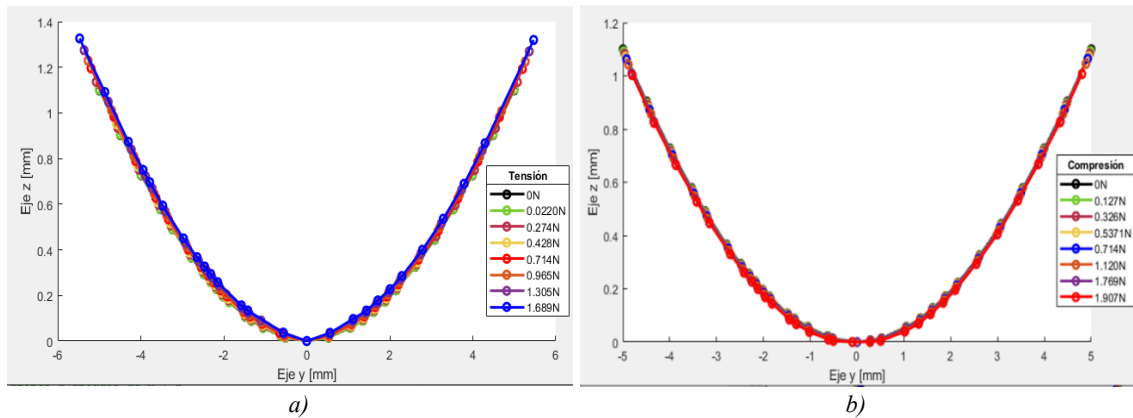 1.4
1.2
1
0.8
0.6
0.4
0.2
0
-6 -4 -2 0 2 4 6
Eje z [mm]
Eje y [mm]
Tensión
0N
0.0220N
0.274N
0.428N
0.714N
0.965N
1.305N
1.689N
a)
1.2
1
0.8
0.6
0.4
0.2
0
-5 -4 -3 -2 -1 0 1 2 3 4 5
Eje z [mm]
Eje y [mm]
Compresión
0N
0.127N
0.326N
0.5371N
0.714N
1.120N
1.769N
1.907N
b)